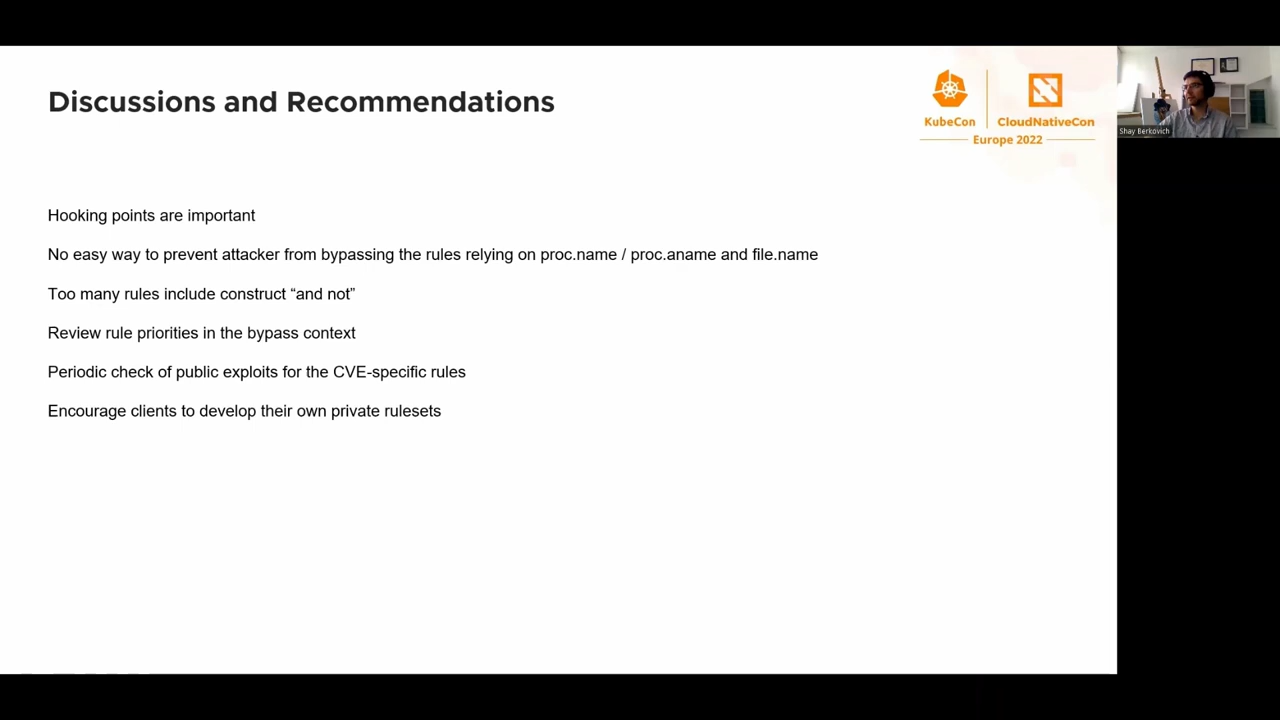 Discussions and Recommendations
KubeCon
CloudNativeCon
Europe 2022
Shay Berkovich
Hooking points are important
No easy way to prevent attacker from bypassing the rules relying on proc.name / proc.aname and file.name
Too many rules include construct “and not”
Review rule priorities in the bypass context
Periodic check of public exploits for the CVE-specific rules
Encourage clients to develop their own private rulesets